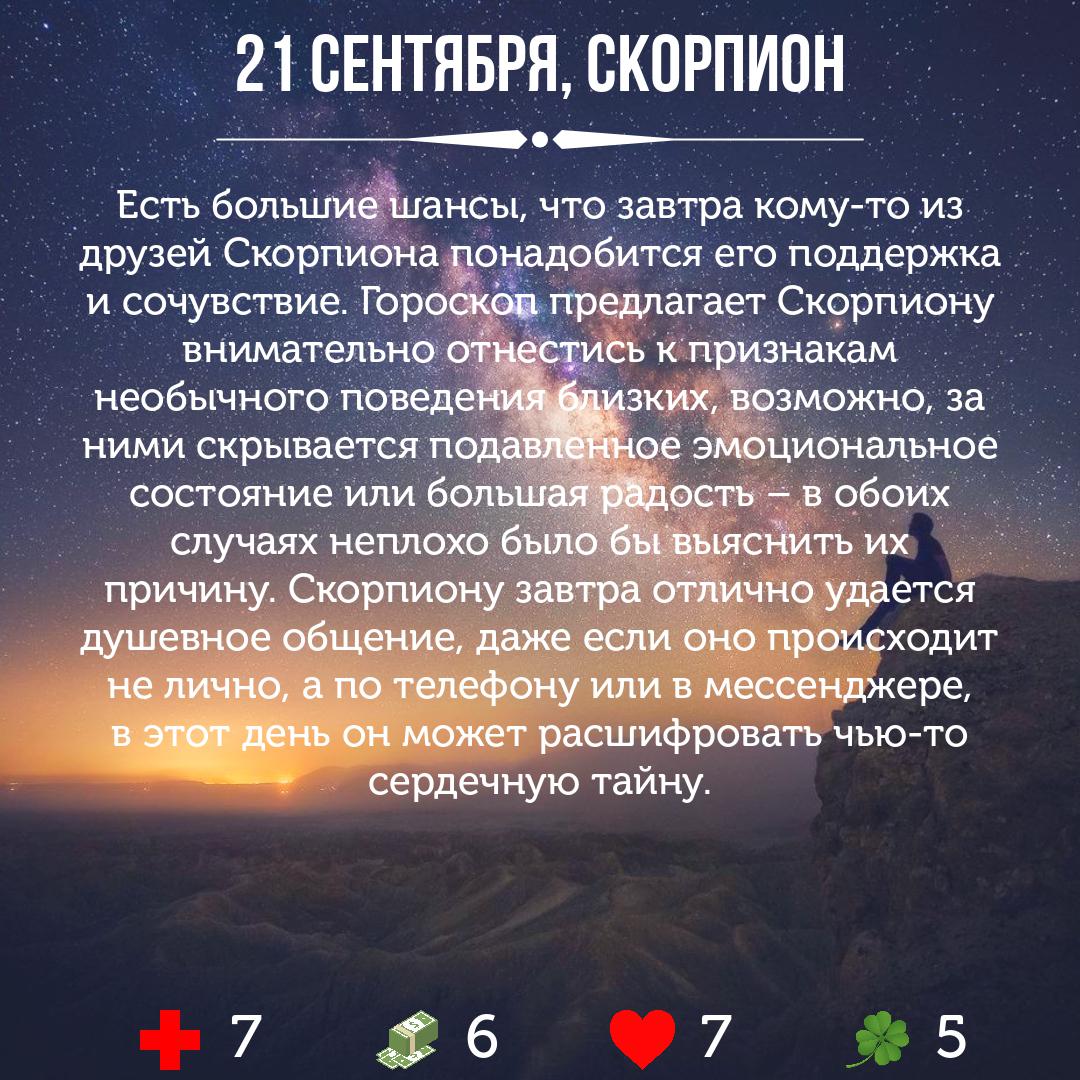 21 СЕНТЯБРЯ, СКОРПИОН
Есть большие шансы, что завтра кому-то из
друзей Скорпиона понадобится его поддержка
и сочувствие. Гороскоп предлагает Скорпиону
внимательно отнестись к признакам
необычного поведения близких, возможно, за
ними скрывается подавленное эмоциональное
состояние или большая радость – в обоих
случаях неплохо было бы выяснить их
причину. Скорпиону завтра отлично удается
душевное общение, даже если оно происходит
не лично, а по телефону или в мессенджере,
в этот день он может расшифровать чью-то
сердечную тайну.
7 6 7 5